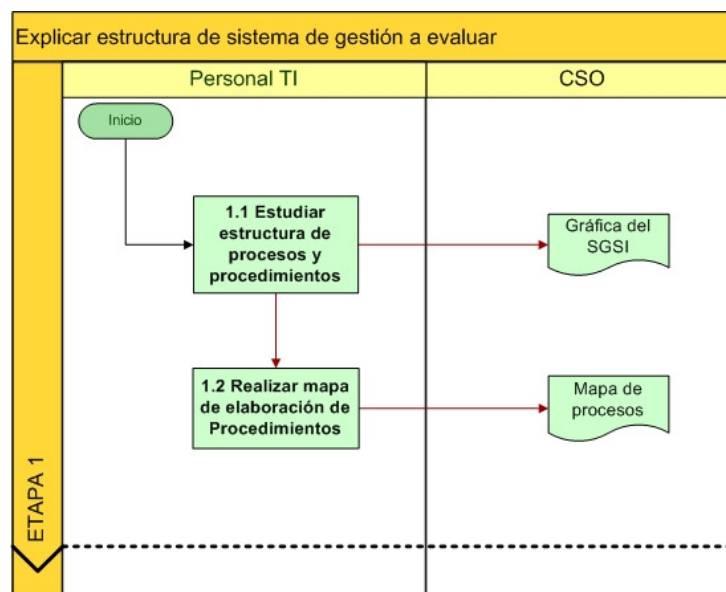 Explicar estructura de sistema de gestión a evaluar
Personal TI
CSO
Inicio
1.1 Estudiar
estructura de
procesos y
procedimientos
Gráfica del
SGSI
1.2 Realizar mapa
de elaboración de
Procedimientos
Mapa de
procesos
ETAPA 1